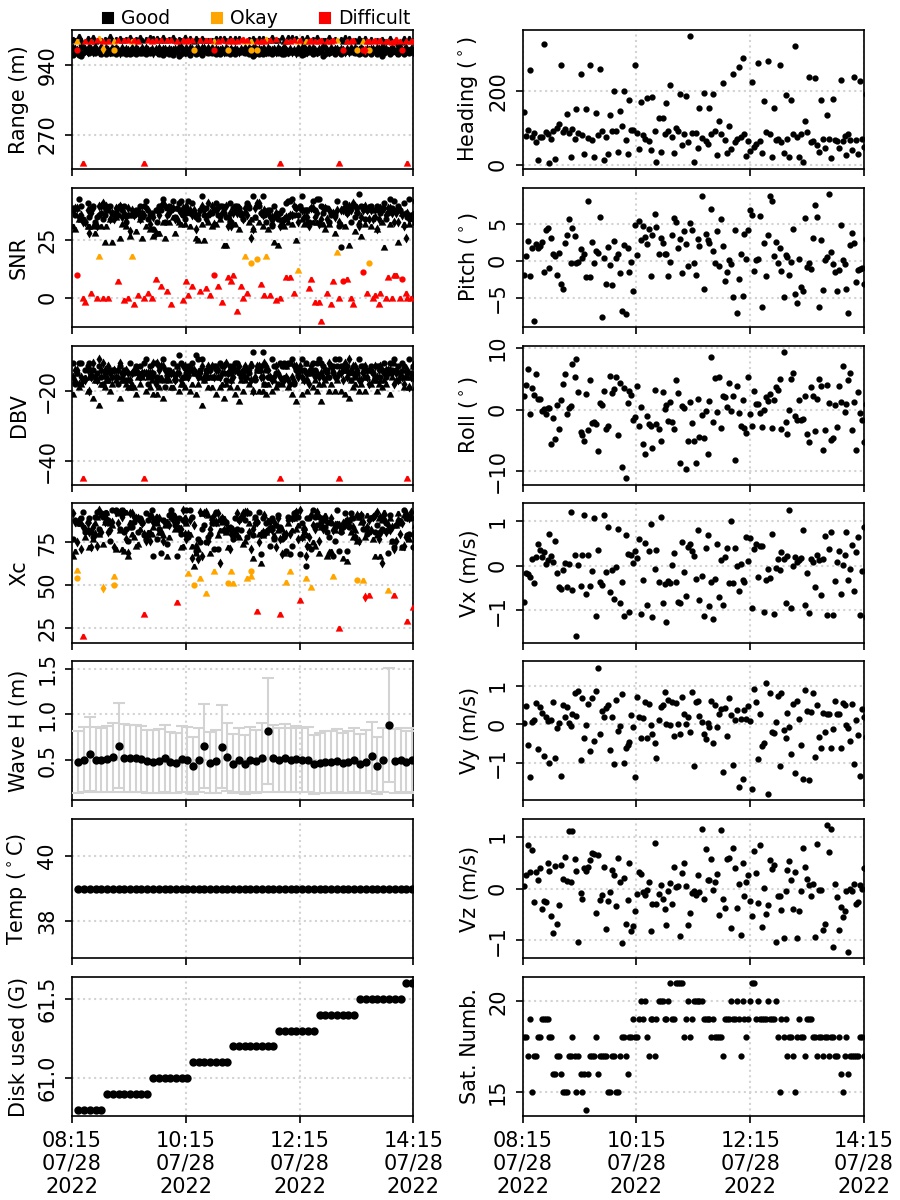 Good Okay Difficult
Range (m)
940
270
Heading (°)
200
0
SNR
25
0
Pitch (°)
5
0
−5
DBV
−20
−40
Roll (°)
10
0
−10
Xc
75
50
25
Vx (m/s)
1
0
−1
Wave H (m)
1.5
1.0
0.5
Vy (m/s)
1
0
−1
Temp (°C)
40
38
Vz (m/s)
1
0
−1
Disk used (G)
61.5
61.0
Sat. Numb.
20
15
08:15 10:15 12:15 14:15 08:15 10:15 12:15 14:15
07/28 07/28 07/28 07/28 07/28 07/28 07/28 07/28
2022 2022 2022 2022 2022 2022 2022 2022